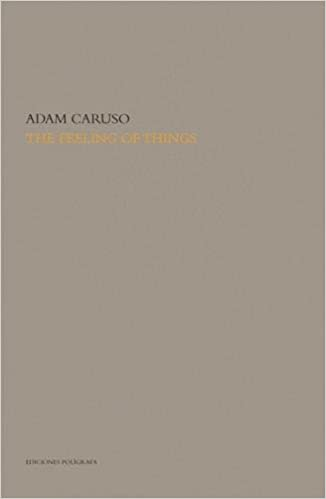 ADAM CARUSO
THE FEELING OF THINGS
EDICIONES POLÍGRAFA